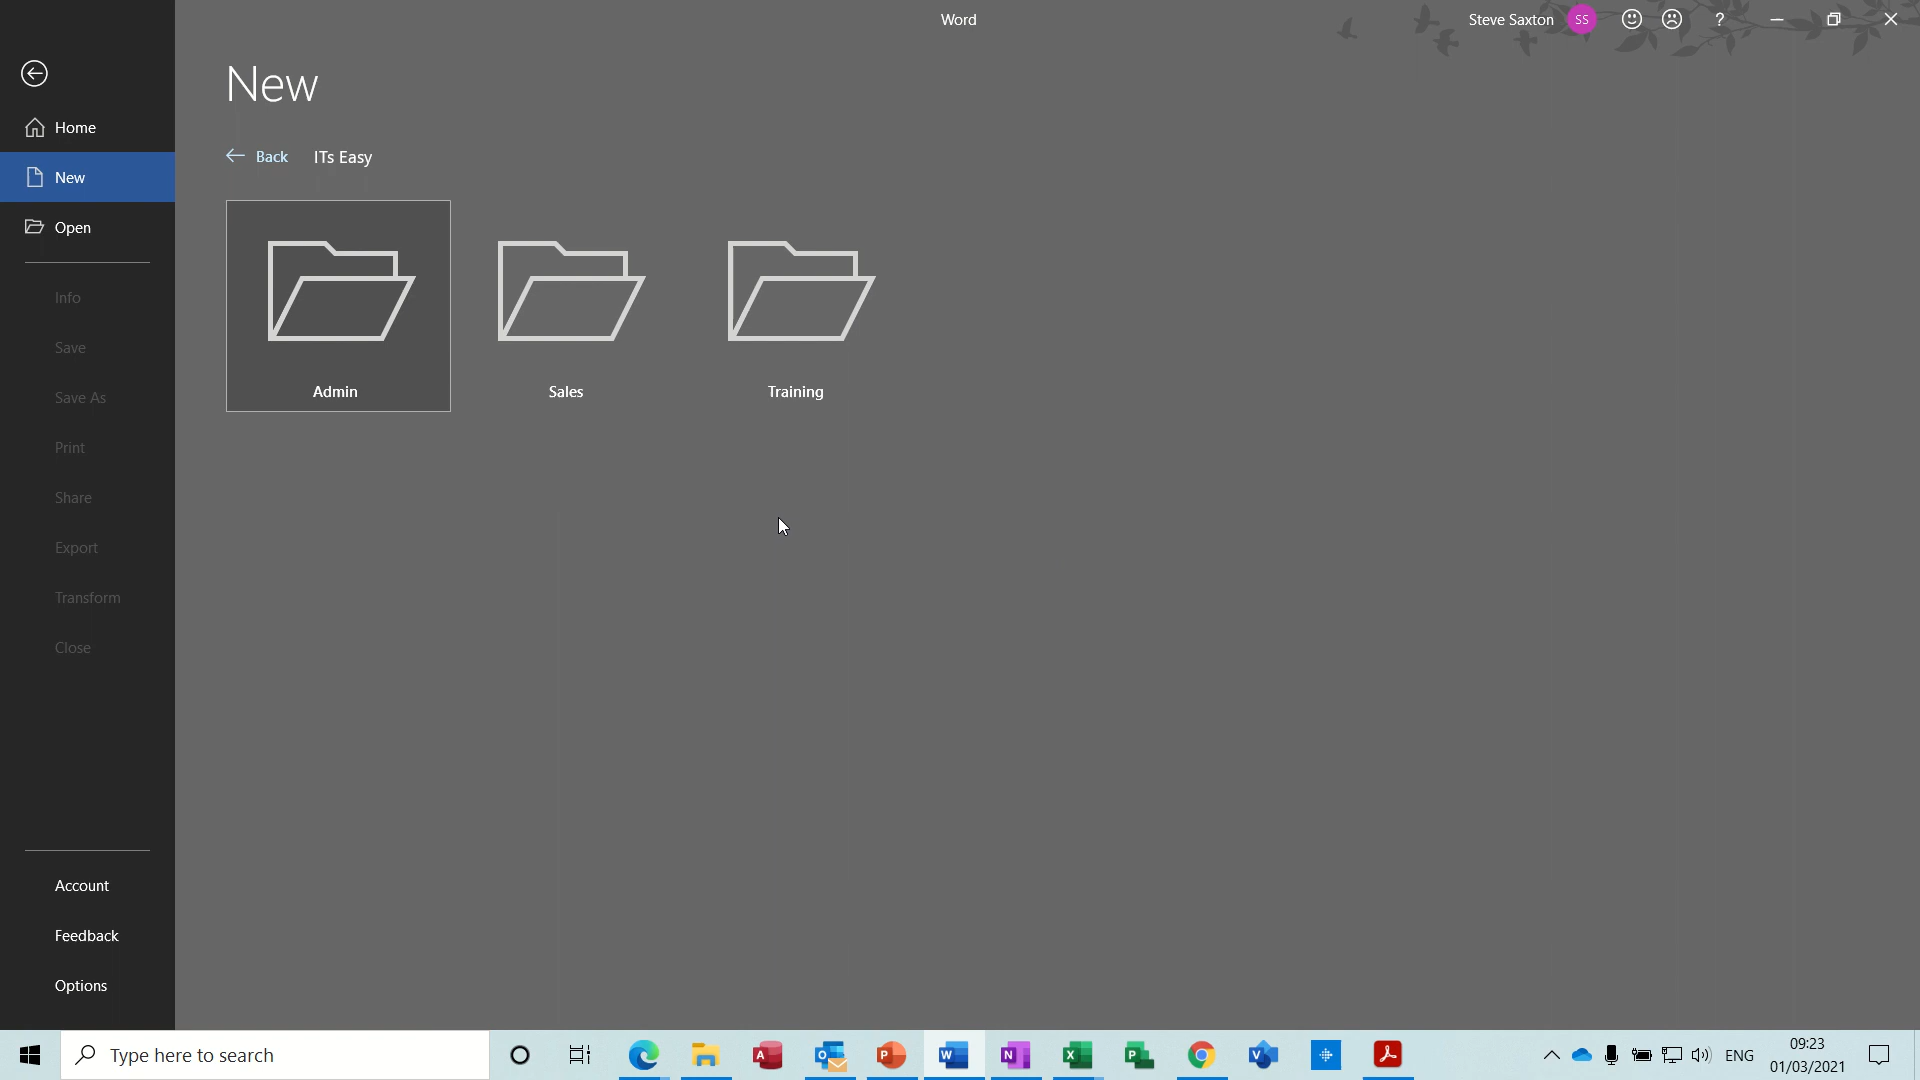 Word
Steve Saxton
SS
?
New
Home
Back
ITs Easy
New
Open
Admin
Sales
Training
Info
Save
Save As
Print
Share
Export
Transform
Close
Account
Feedback
Options
Type here to search
A
O
P
W
N
X
P
V
ENG
09:23
01/03/2021